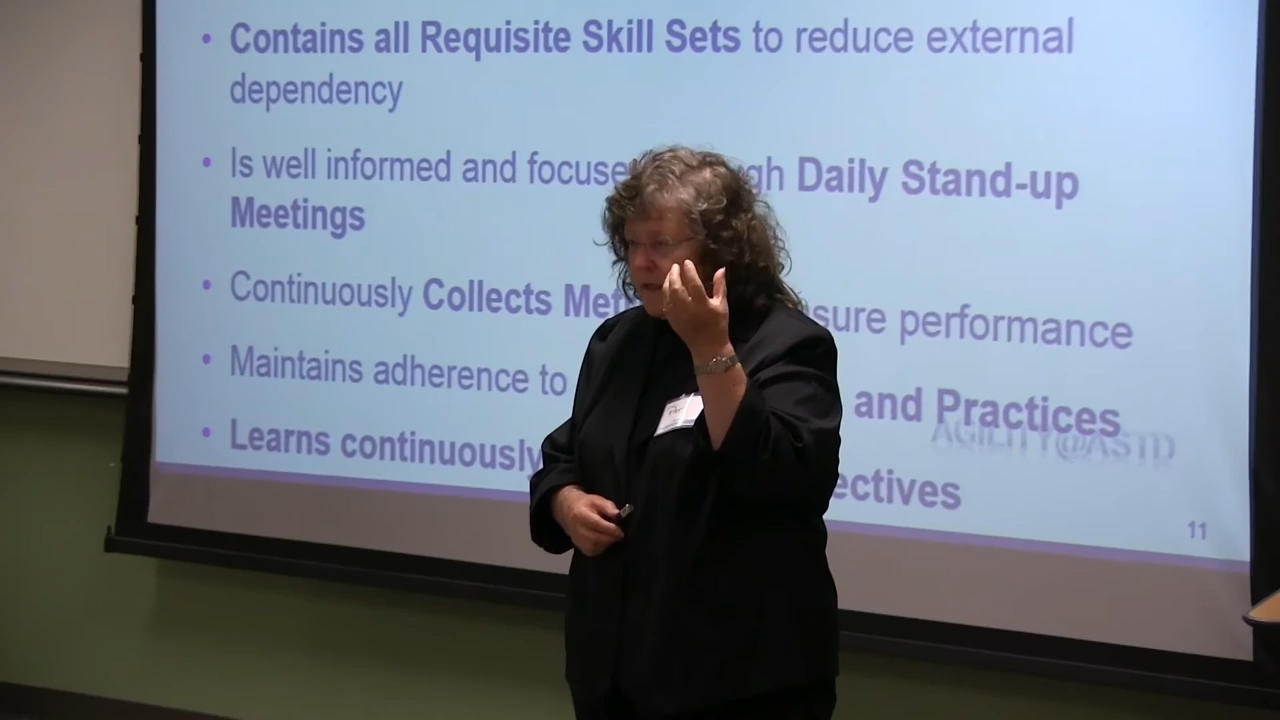 • Contains all Requisite Skill Sets to reduce external
dependency
• Is well informed and focuse gh Daily Stand-up
Meetings
• Continuously Collects Met sure performance
• Maintains adherence to and Practices
AGILITY@ASTD
• Learns continuously ectives
11